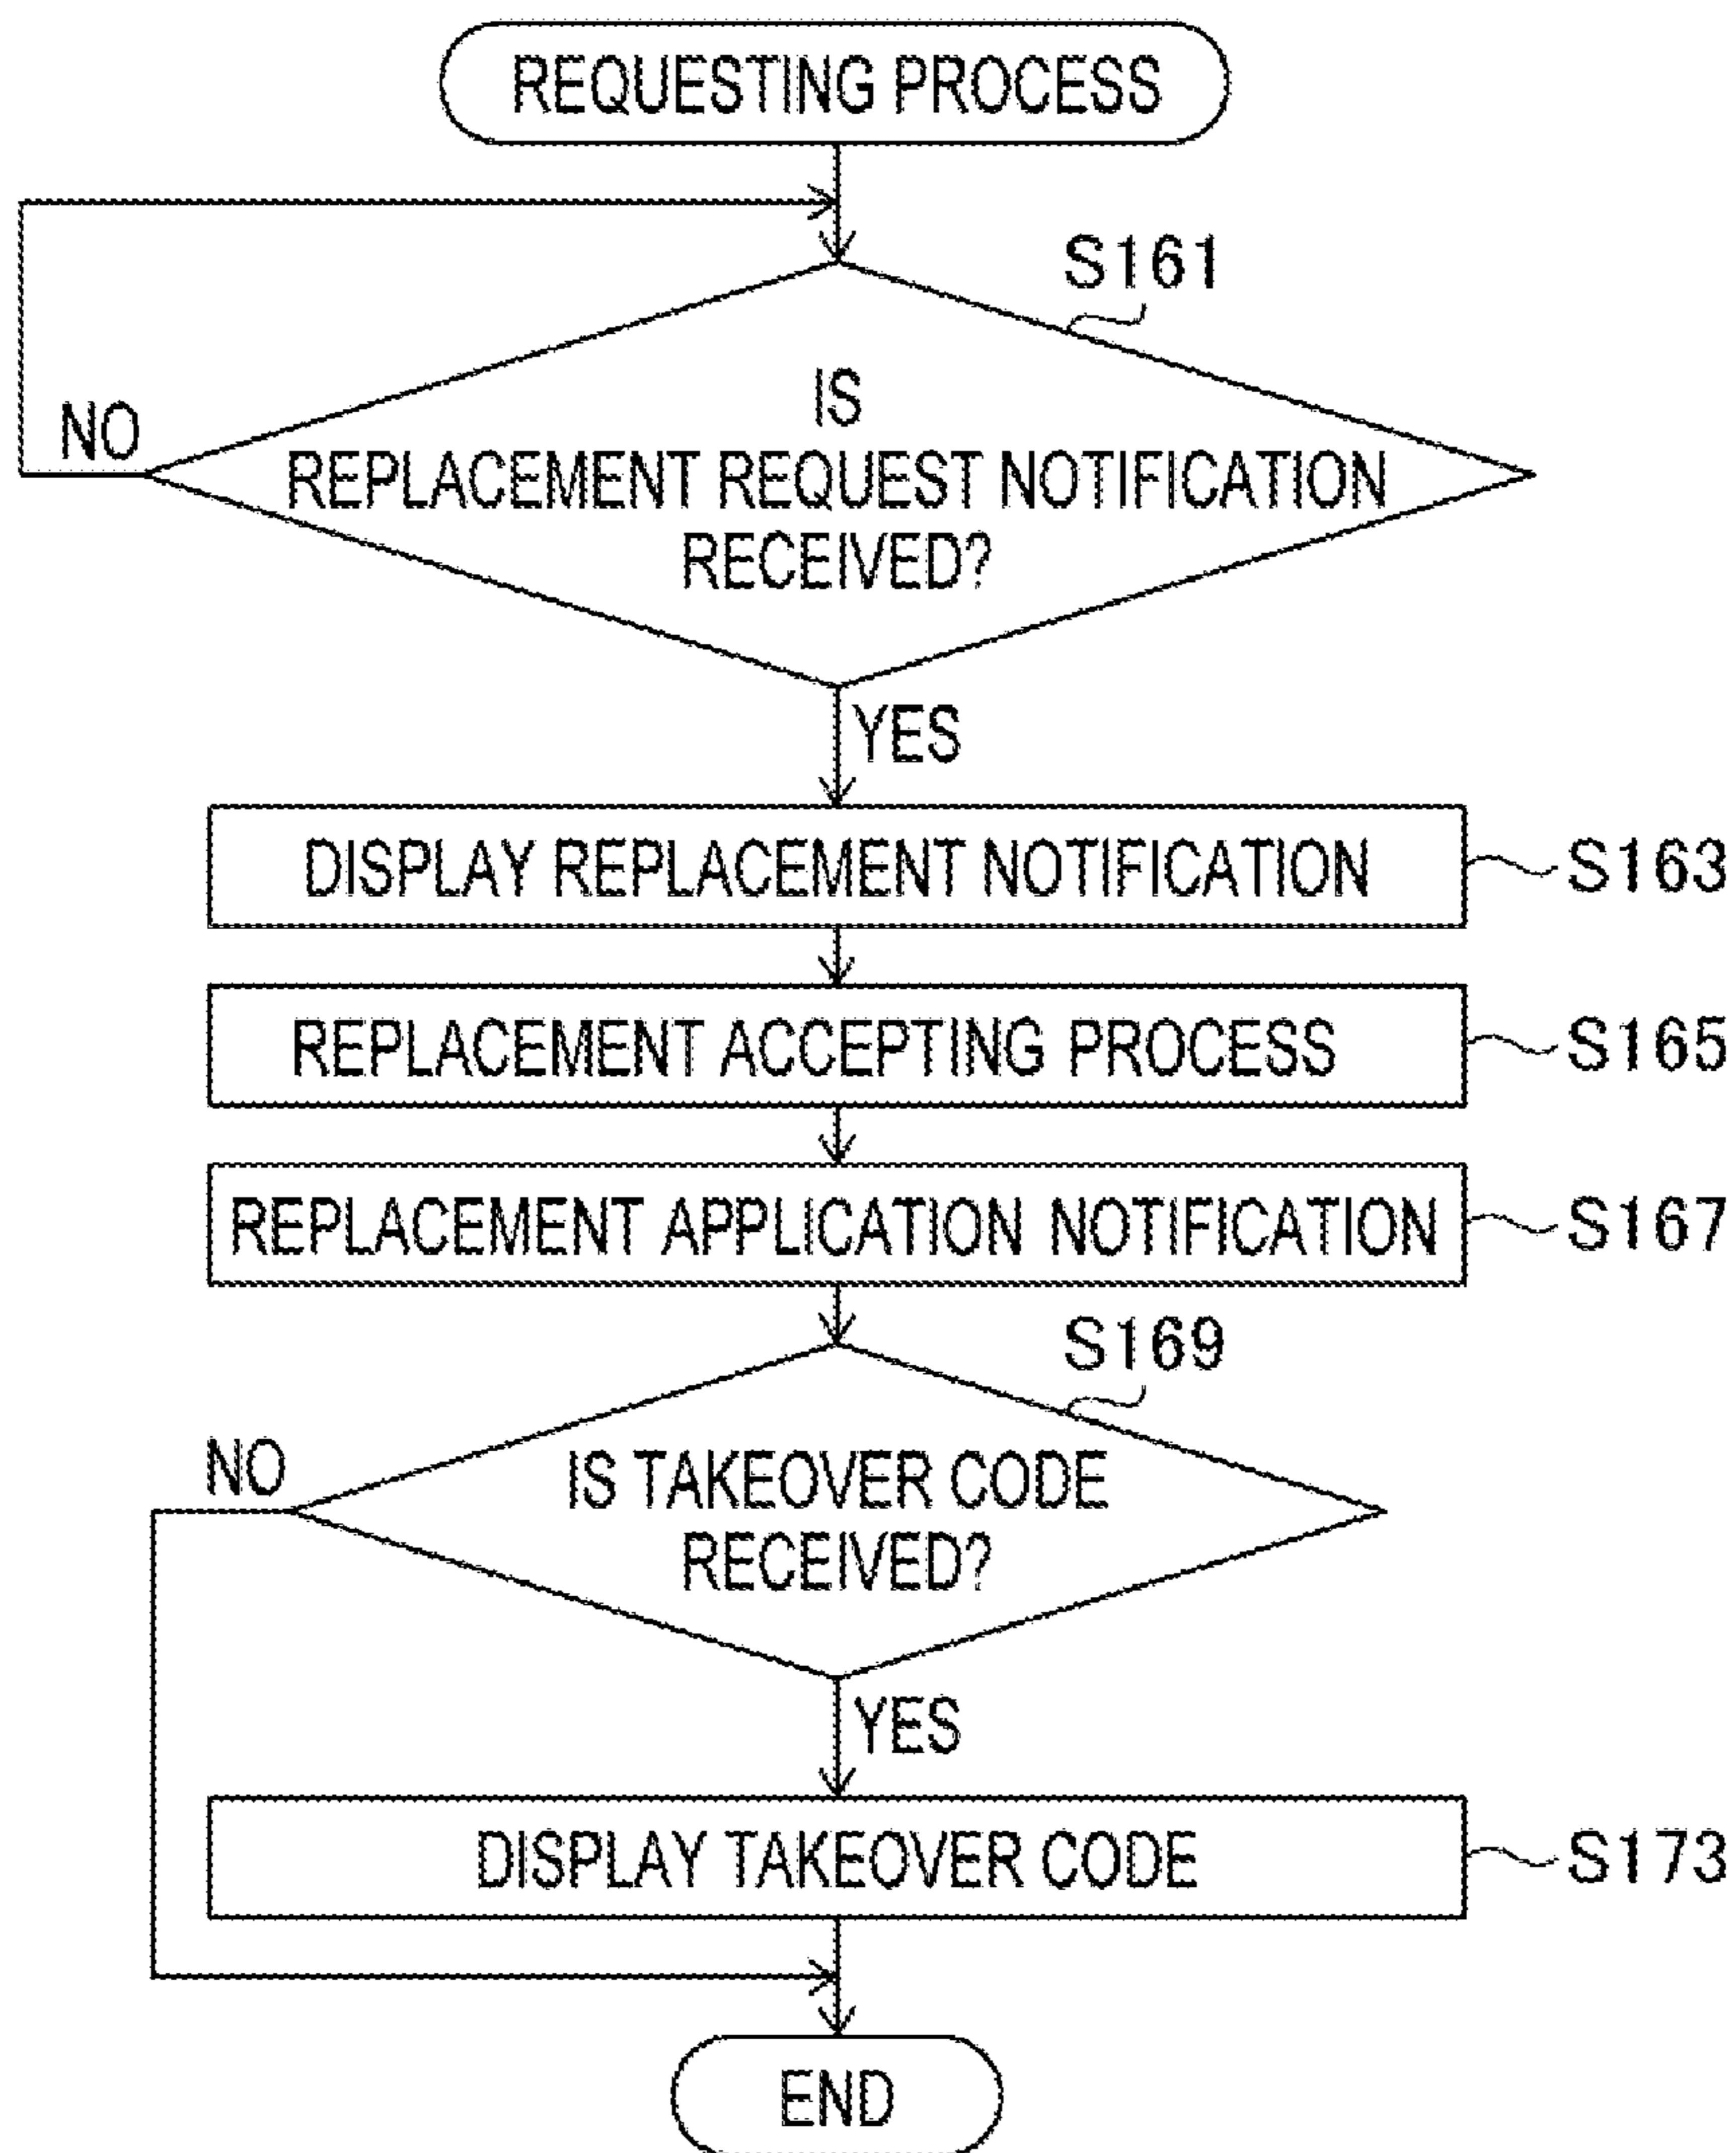 REQUESTING PROCESS
S161
IS
REPLACEMENT REQUEST NOTIFICATION
RECEIVED?
NO
YES
DISPLAY REPLACEMENT NOTIFICATION
S163
REPLACEMENT ACCEPTING PROCESS
S165
REPLACEMENT APPLICATION NOTIFICATION
S167
S169
NO
IS TAKEOVER CODE
RECEIVED?
YES
DISPLAY TAKEOVER CODE
S173
END